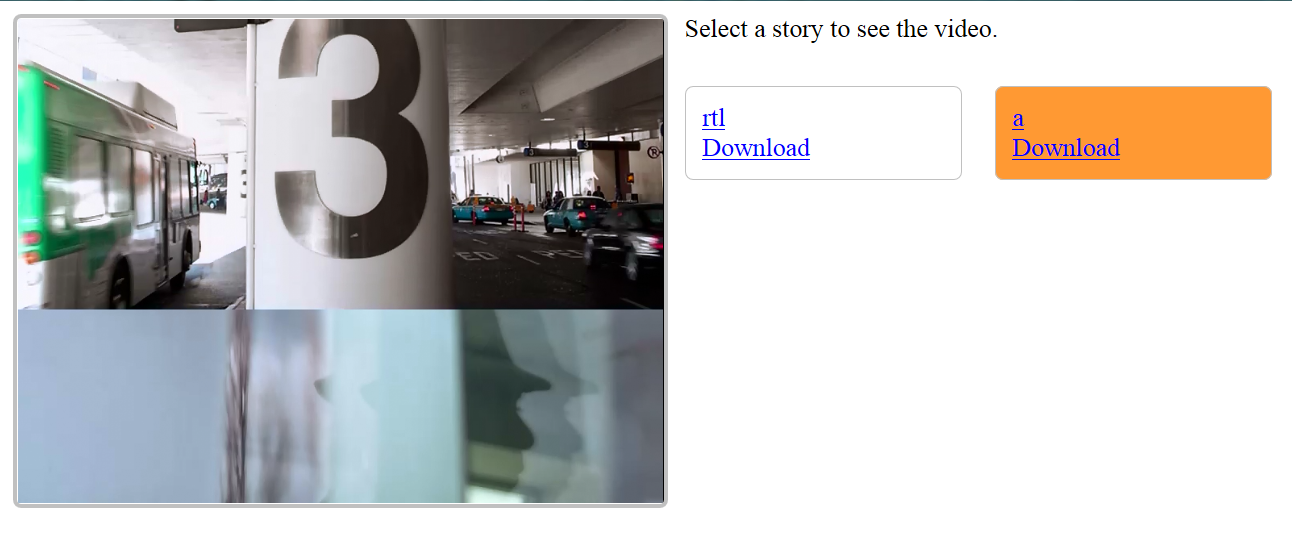 Select a story to see the video.
rtl
Download
a
Download
3